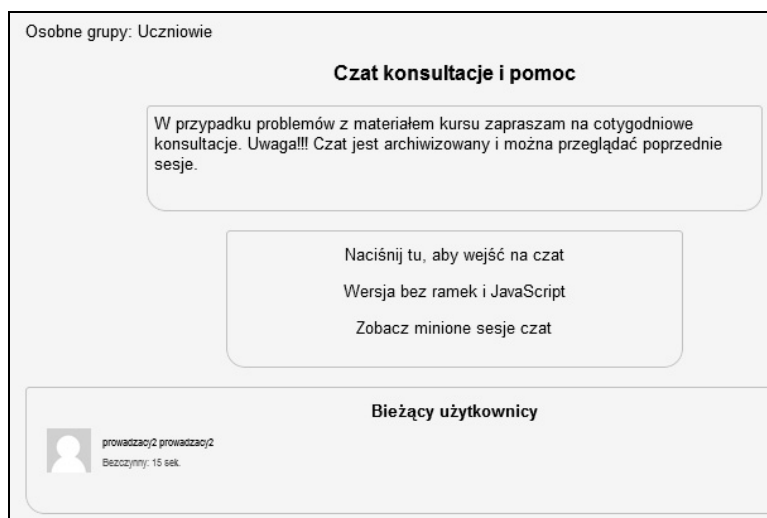 Osobne grupy: Uczniowie
Czat konsultacje i pomoc
W przypadku problemów z materiałem kursu zapraszam na cotygodniowe
konsultacje. Uwaga!!! Czat jest archiwizowany i można przeglądać poprzednie
sesje.
Naciśnij tu, aby wejść na czat
Wersja bez ramek i JavaScript
Zobacz minione sesje czat
Bieżący użytkownicy
prowadzacy2 prowadzacy2
Bezczynny: 15 sek.